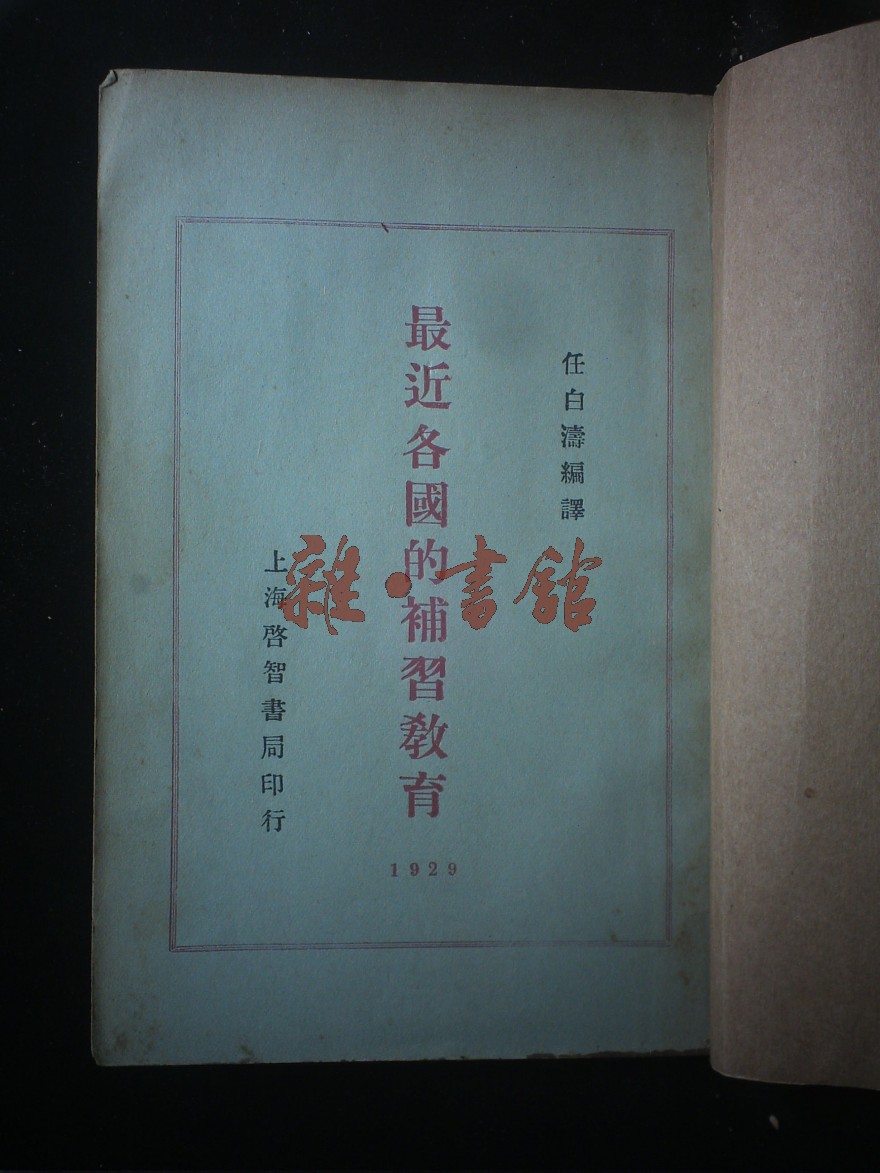 任白濤編譯
最近各國的補習教育
1929
上海啓智書局印行
雜·書館